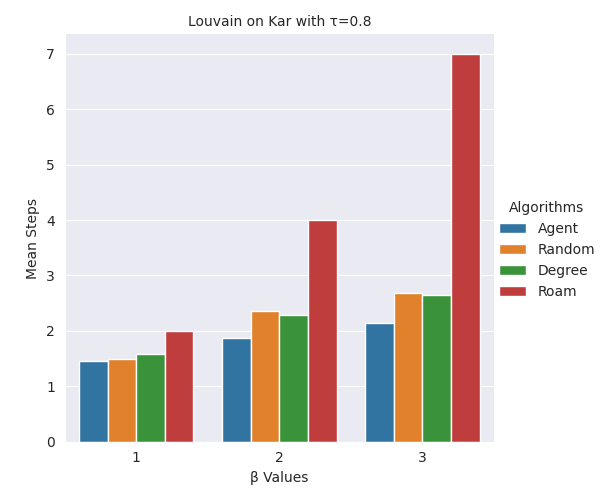 Louvain on Kar with τ=0.8
Mean Steps
7
6
5
4
3
2
1
0
1
2
3
β Values
Algorithms
Agent
Random
Degree
Roam